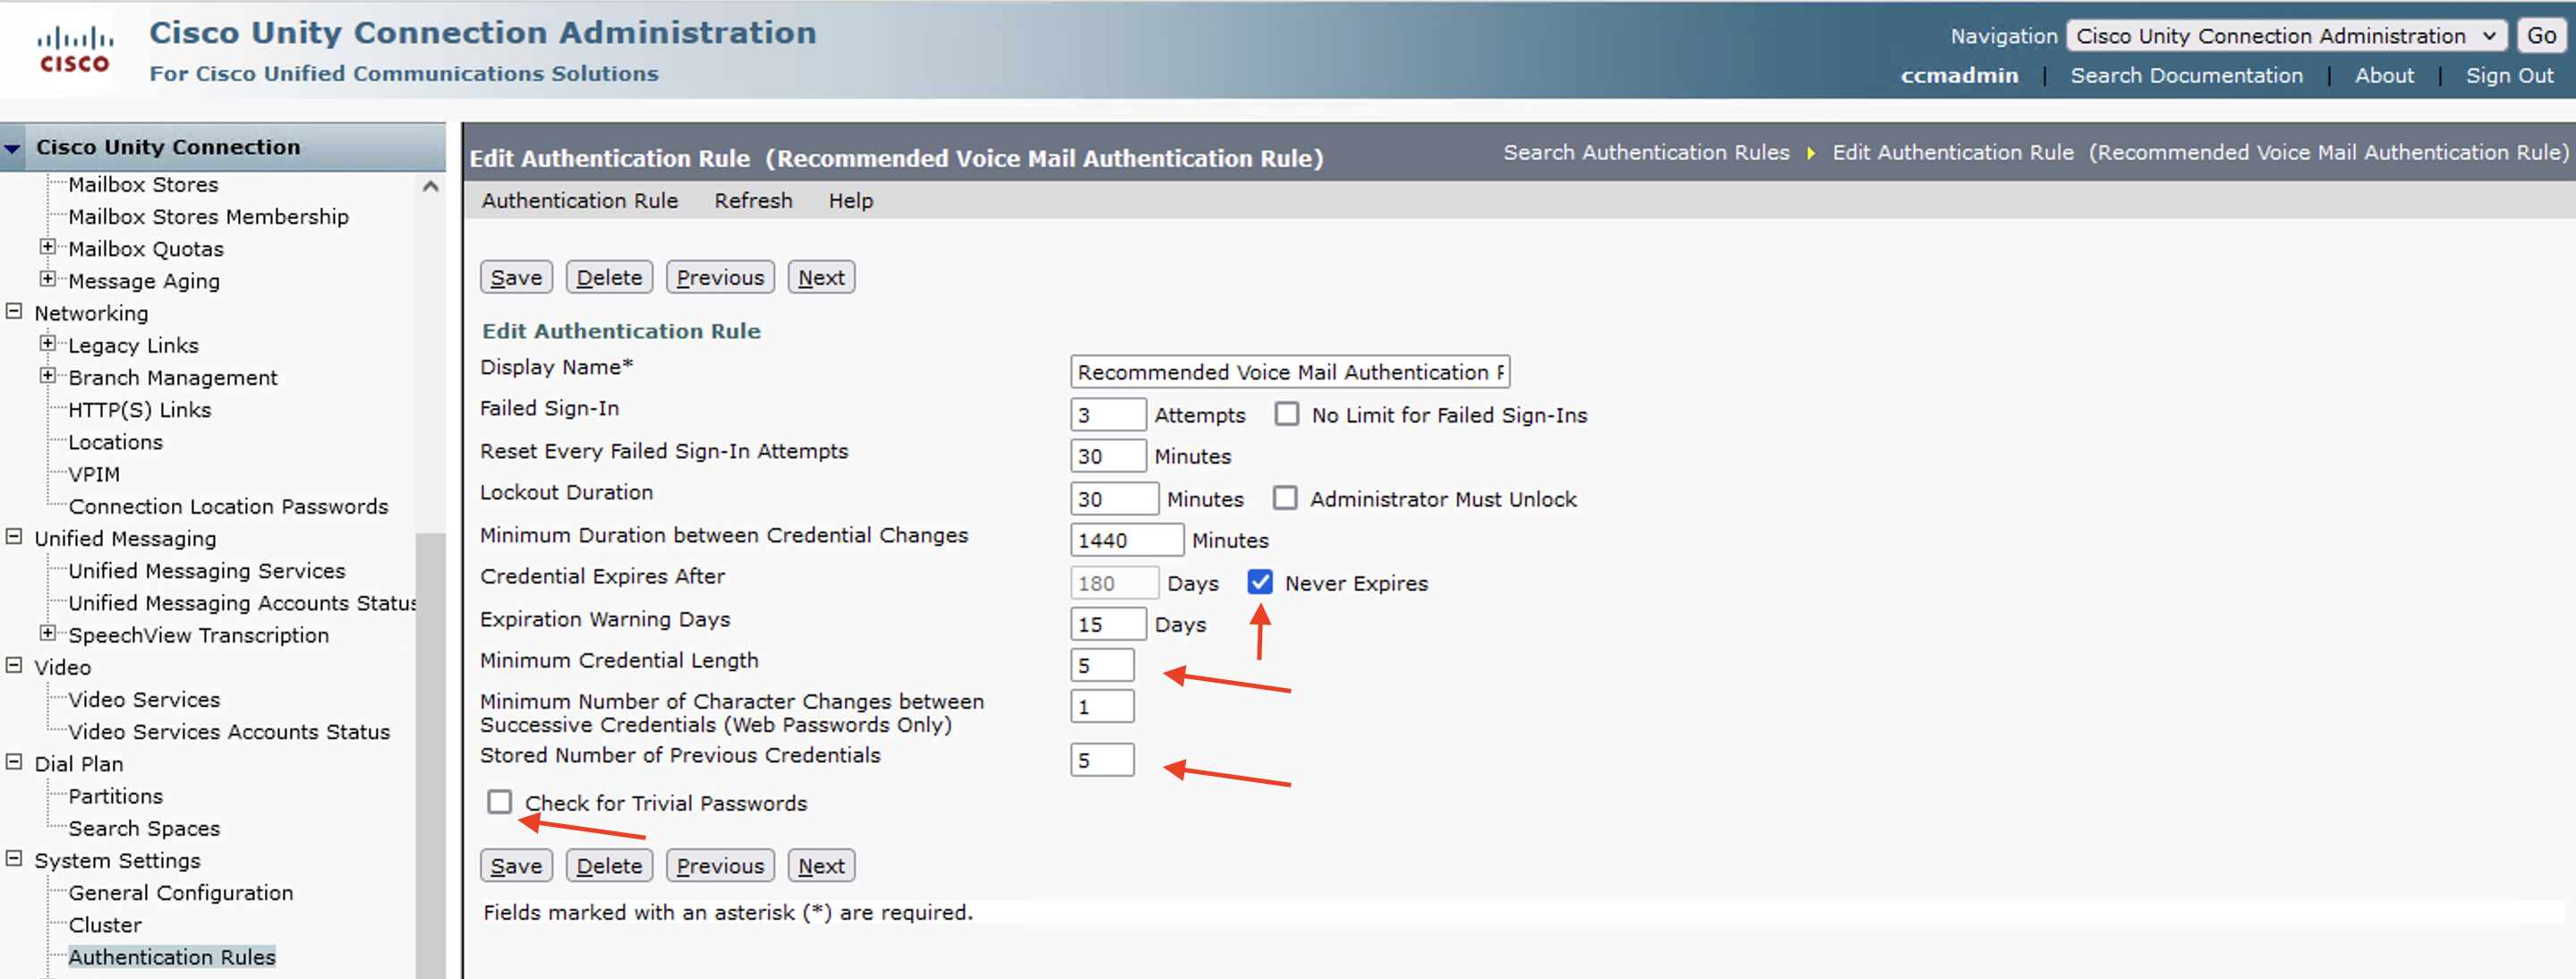 Cisco Unity Connection Administration
For Cisco Unified Communications Solutions
CISCO
Navigation Cisco Unity Connection Administration Go
ccmadmin | Search Documentation | About | Sign Out
Cisco Unity Connection
Mailbox Stores
Mailbox Stores Membership
Mailbox Quotas
Message Aging
Networking
Legacy Links
Branch Management
HTTP(S) Links
Locations
VPIM
Connection Location Passwords
Unified Messaging
Unified Messaging Services
Unified Messaging Accounts Status
SpeechView Transcription
Video
Video Services
Video Services Accounts Status
Dial Plan
Partitions
Search Spaces
System Settings
General Configuration
Cluster
Authentication Rules
Edit Authentication Rule (Recommended Voice Mail Authentication Rule)
Search Authentication Rules Edit Authentication Rule (Recommended Voice Mail Authentication Rule)
Authentication Rule Refresh Help
Save Delete Previous Next
Edit Authentication Rule
Display Name* Recommended Voice Mail Authentication
Failed Sign-In 3 Attempts No Limit for Failed Sign-Ins
Reset Every Failed Sign-In Attempts 30 Minutes
Lockout Duration 30 Minutes Administrator Must Unlock
Minimum Duration between Credential Changes 1440 Minutes
Credential Expires After 180 Days Never Expires
Expiration Warning Days 15 Days
Minimum Credential Length 5
Minimum Number of Character Changes between
Successive Credentials (Web Passwords Only) 1
Stored Number of Previous Credentials 5
Check for Trivial Passwords
Save Delete Previous Next
Fields marked with an asterisk (*) are required.